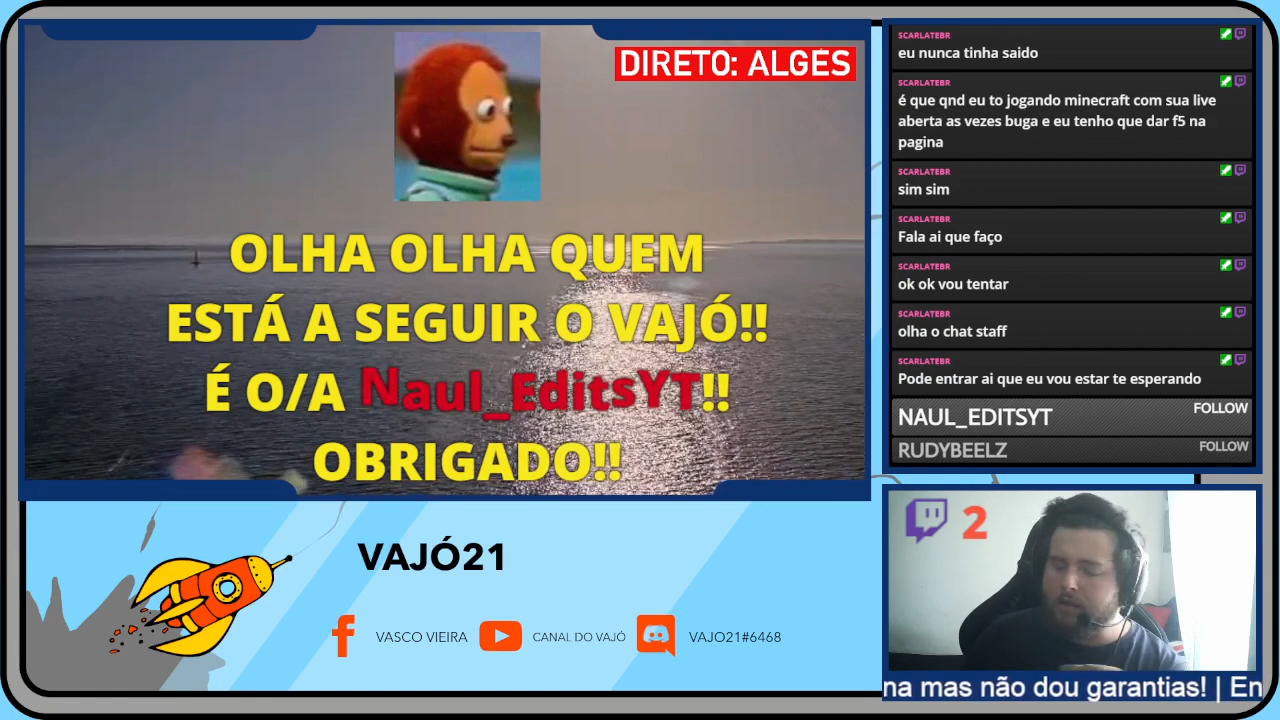 DIRETO: ALGÉS
OLHA OLHA QUEM
ESTÁ A SEGUIR O VAJÓ!!
É O/A Naul_EditsYT!!
OBRIGADO!!
SCARLATEBR
eu nunca tinha saido
SCARLATEBR
é que qnd eu to jogando minecraft com sua live
aberta as vezes buga e eu tenho que dar f5 na
pagina
SCARLATEBR
sim sim
SCARLATEBR
Fala ai que faço
SCARLATEBR
ok ok vou tentar
SCARLATEBR
olha o chat staff
SCARLATEBR
Pode entrar ai que eu vou estar te esperando
NAUL_EDITSYT FOLLOW
RUDYBEELZ FOLLOW
2
VAJÓ21
VASCO VIEIRA
CANAL DO VAJÓ
VAJO21#6468
na mas não dou garantias! | En